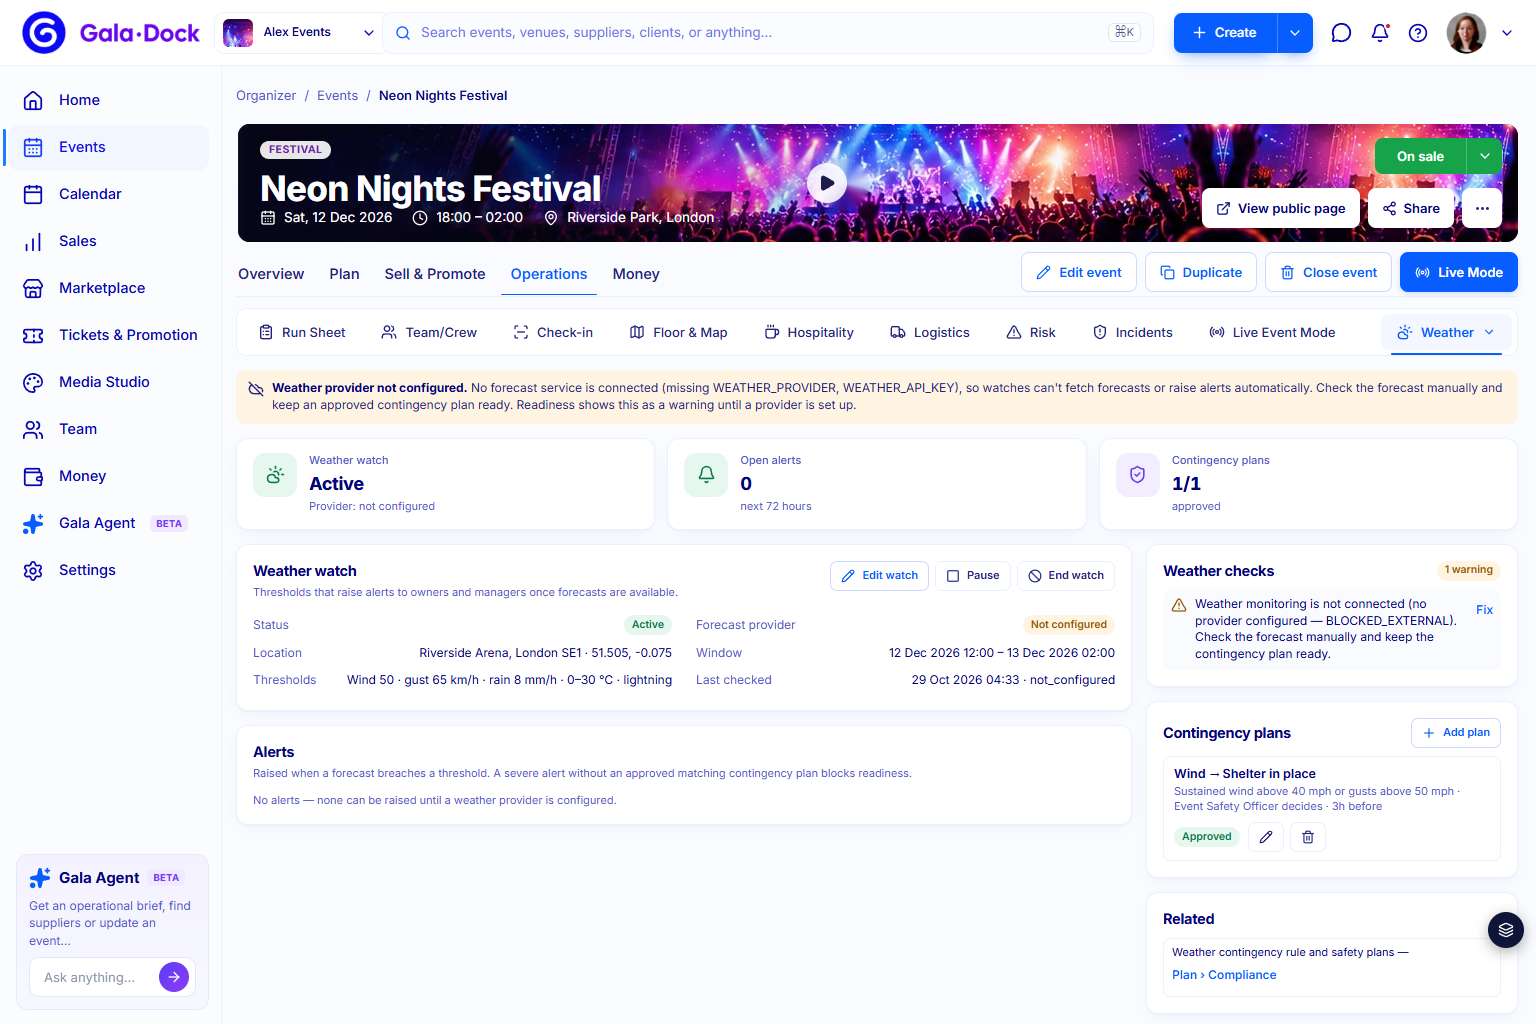 Gala·Dock
Alex Events
Search events, venues, suppliers, clients, or anything...
⌘K
Create
Home
Events
Calendar
Sales
Marketplace
Tickets & Promotion
Media Studio
Team
Money
Gala Agent BETA
Settings
Gala Agent BETA
Get an operational brief, find
suppliers or update an
event...
Ask anything...
Organizer / Events / Neon Nights Festival
FESTIVAL
Neon Nights Festival
Sat, 12 Dec 2026 18:00 – 02:00 Riverside Park, London
On sale
View public page
Share
Overview
Plan
Sell & Promote
Operations
Money
Edit event
Duplicate
Close event
Live Mode
Run Sheet
Team/Crew
Check-in
Floor & Map
Hospitality
Logistics
Risk
Incidents
Live Event Mode
Weather
Weather provider not configured. No forecast service is connected (missing WEATHER_PROVIDER, WEATHER_API_KEY), so watches can't fetch forecasts or raise alerts automatically. Check the forecast manually and
keep an approved contingency plan ready. Readiness shows this as a warning until a provider is set up.
Weather watch
Active
Provider: not configured
Open alerts
0
next 72 hours
Contingency plans
1/1
approved
Weather watch
Thresholds that raise alerts to owners and managers once forecasts are available.
Edit watch
Pause
End watch
Status Active
Forecast provider Not configured
Location Riverside Arena, London SE1 · 51.505, -0.075
Window 12 Dec 2026 12:00 – 13 Dec 2026 02:00
Thresholds Wind 50 · gust 65 km/h · rain 8 mm/h · 0–30 °C · lightning
Last checked 29 Oct 2026 04:33 · not_configured
Alerts
Raised when a forecast breaches a threshold. A severe alert without an approved matching contingency plan blocks readiness.
No alerts — none can be raised until a weather provider is configured.
Weather checks
1 warning
Weather monitoring is not connected (no
provider configured — BLOCKED_EXTERNAL).
Check the forecast manually and keep the
contingency plan ready.
Fix
Contingency plans
Add plan
Wind → Shelter in place
Sustained wind above 40 mph or gusts above 50 mph ·
Event Safety Officer decides · 3h before
Approved
Related
Weather contingency rule and safety plans —
Plan › Compliance